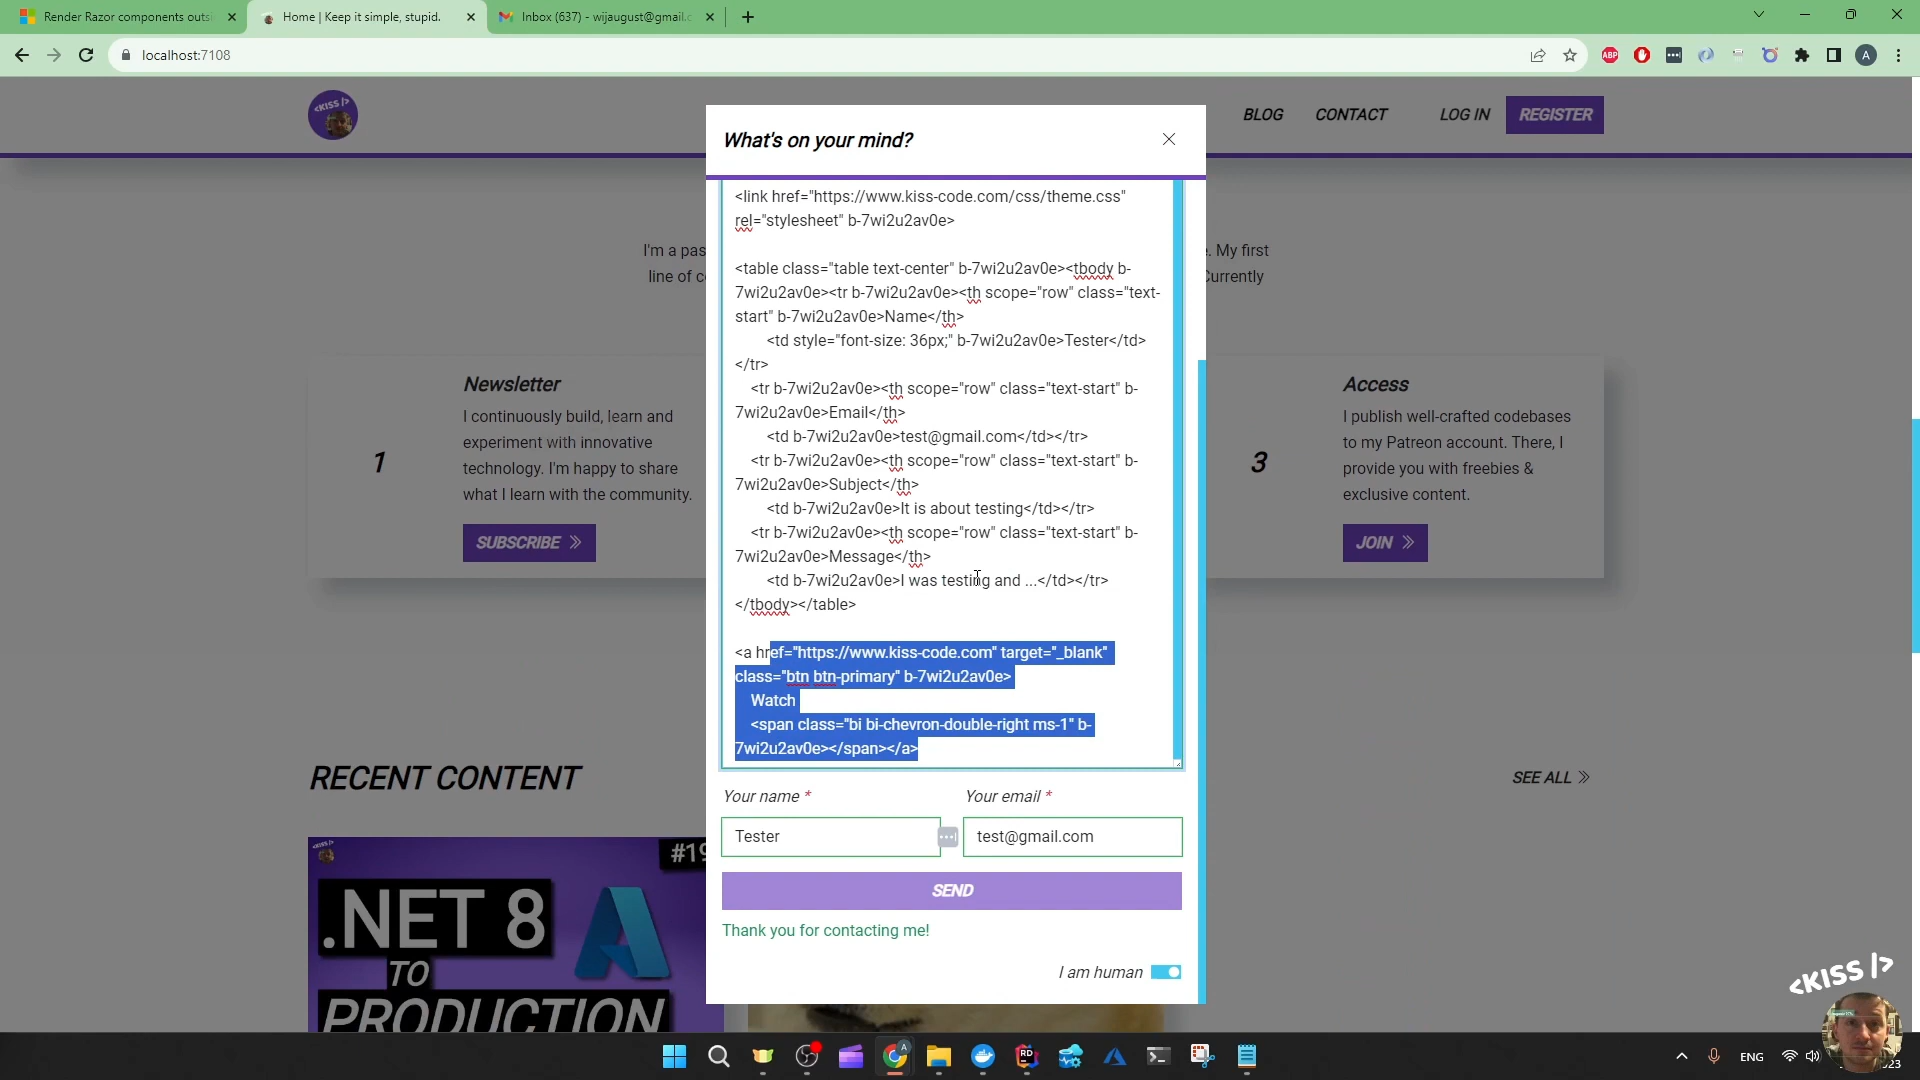 Render Razor components outsi
Home | Keep it simple, stupid.
Inbox (637) - wijaugust@gmail.c
localhost:7108
ABP
A
<KISS />
BLOG
CONTACT
LOG IN
REGISTER
What's on your mind?
I'm a pas
line of c
. My first
Currently
<link href="https://www.kiss-code.com/css/theme.css"
rel="stylesheet" b-7wi2u2av0e>
<table class="table text-center" b-7wi2u2av0e><tbody b-
7wi2u2av0e><tr b-7wi2u2av0e><th scope="row" class="text-
start" b-7wi2u2av0e>Name</th>
<td style="font-size: 36px;" b-7wi2u2av0e>Tester</td>
</tr>
<tr b-7wi2u2av0e><th scope="row" class="text-start" b-
7wi2u2av0e>Email</th>
<td b-7wi2u2av0e>test@gmail.com</td></tr>
<tr b-7wi2u2av0e><th scope="row" class="text-start" b-
7wi2u2av0e>Subject</th>
<td b-7wi2u2av0e>It is about testing</td></tr>
<tr b-7wi2u2av0e><th scope="row" class="text-start" b-
7wi2u2av0e>Message</th>
<td b-7wi2u2av0e>I was testing and ...</td></tr>
</tbody></table>
<a href="https://www.kiss-code.com" target="_blank"
class="btn btn-primary" b-7wi2u2av0e>
Watch
<span class="bi bi-chevron-double-right ms-1" b-
7wi2u2av0e></span></a>
Your name *
Your email *
Tester
test@gmail.com
SEND
Thank you for contacting me!
I am human
1
Newsletter
I continuously build, learn and
experiment with innovative
technology. I'm happy to share
what I learn with the community.
SUBSCRIBE
3
Access
I publish well-crafted codebases
to my Patreon account. There, I
provide you with freebies &
exclusive content.
JOIN
RECENT CONTENT
SEE ALL
#19
.NET 8
TO
PRODUCTION
<KISS />
RD
A
ENG
23